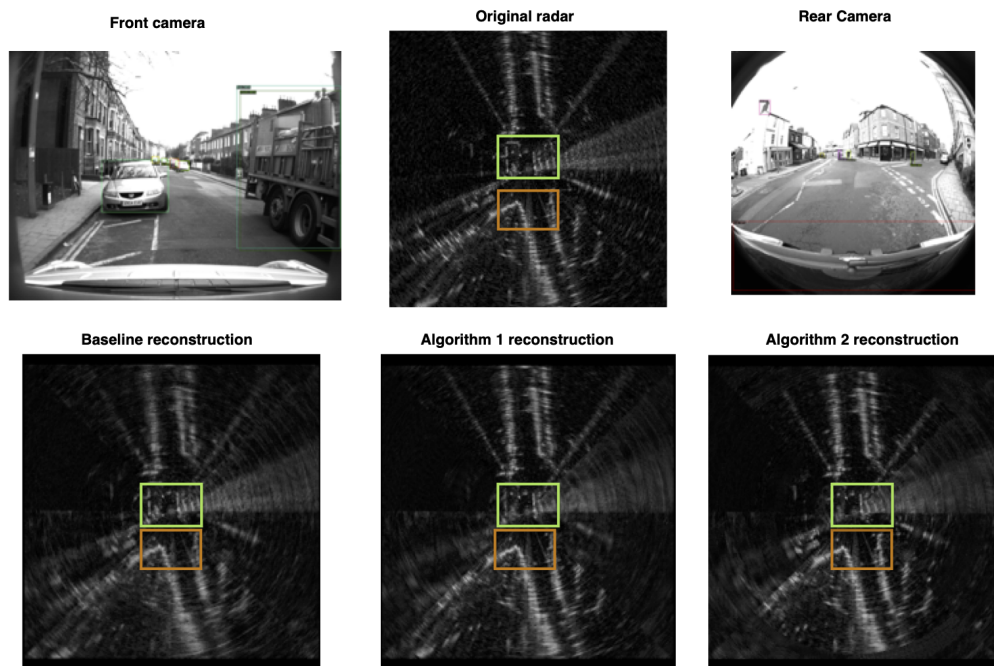 Front camera
Original radar
Rear Camera
Baseline reconstruction
Algorithm 1 reconstruction
Algorithm 2 reconstruction